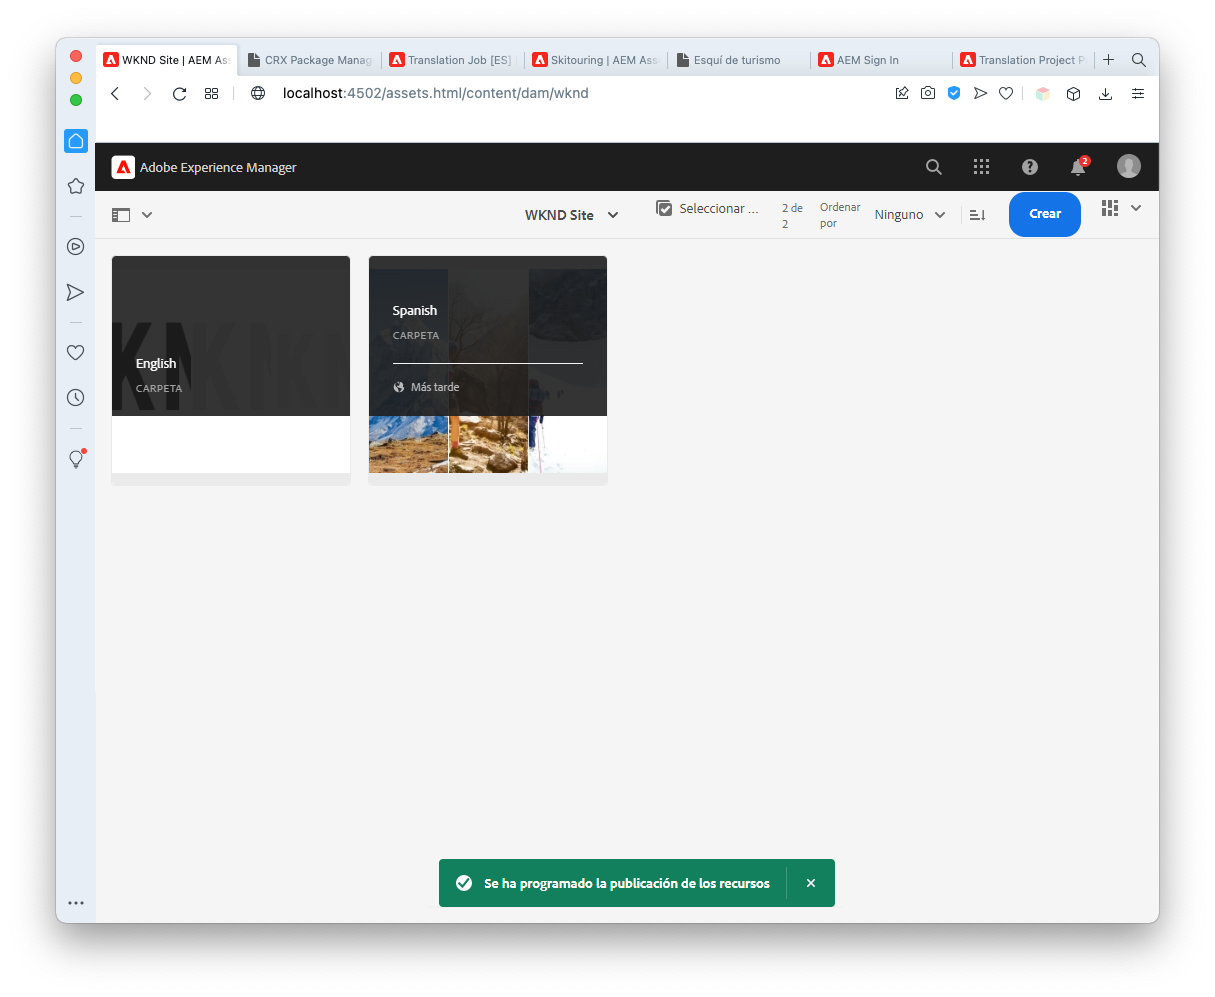 WKND Site | AEM As
CRX Package Manag
Translation Job [ES]
Skitouring | AEM Ass
Esquí de turismo
AEM Sign In
Translation Project P
localhost:4502/assets.html/content/dam/wknd
Adobe Experience Manager
2
WKND Site
Seleccionar ...
2 de
2
Ordenar
por
Ninguno
Crear
English
CARPETA
Spanish
CARPETA
Más tarde
Se ha programado la publicación de los recursos